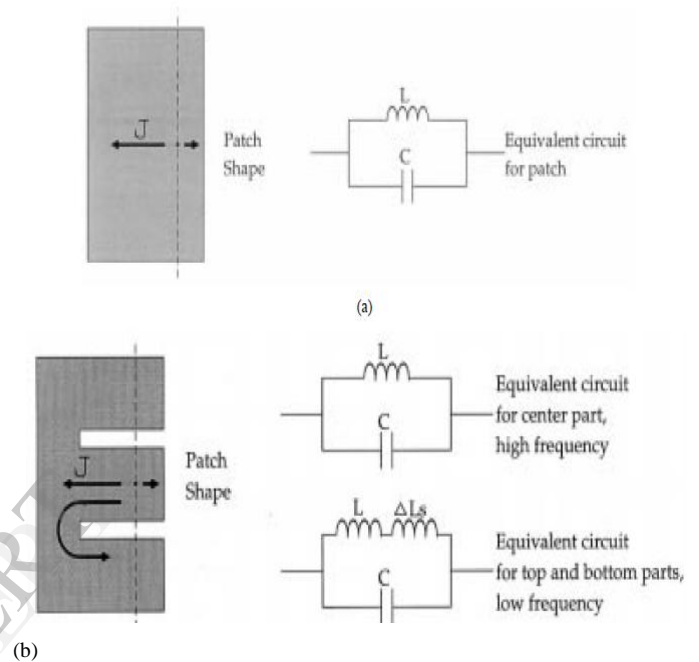 J
Patch
Shape
L
C
Equivalent circuit
for patch
(a)
J
Patch
Shape
L
C
Equivalent circuit
for center part,
high frequency
L △Ls
C
Equivalent circuit
for top and bottom parts,
low frequency
(b)